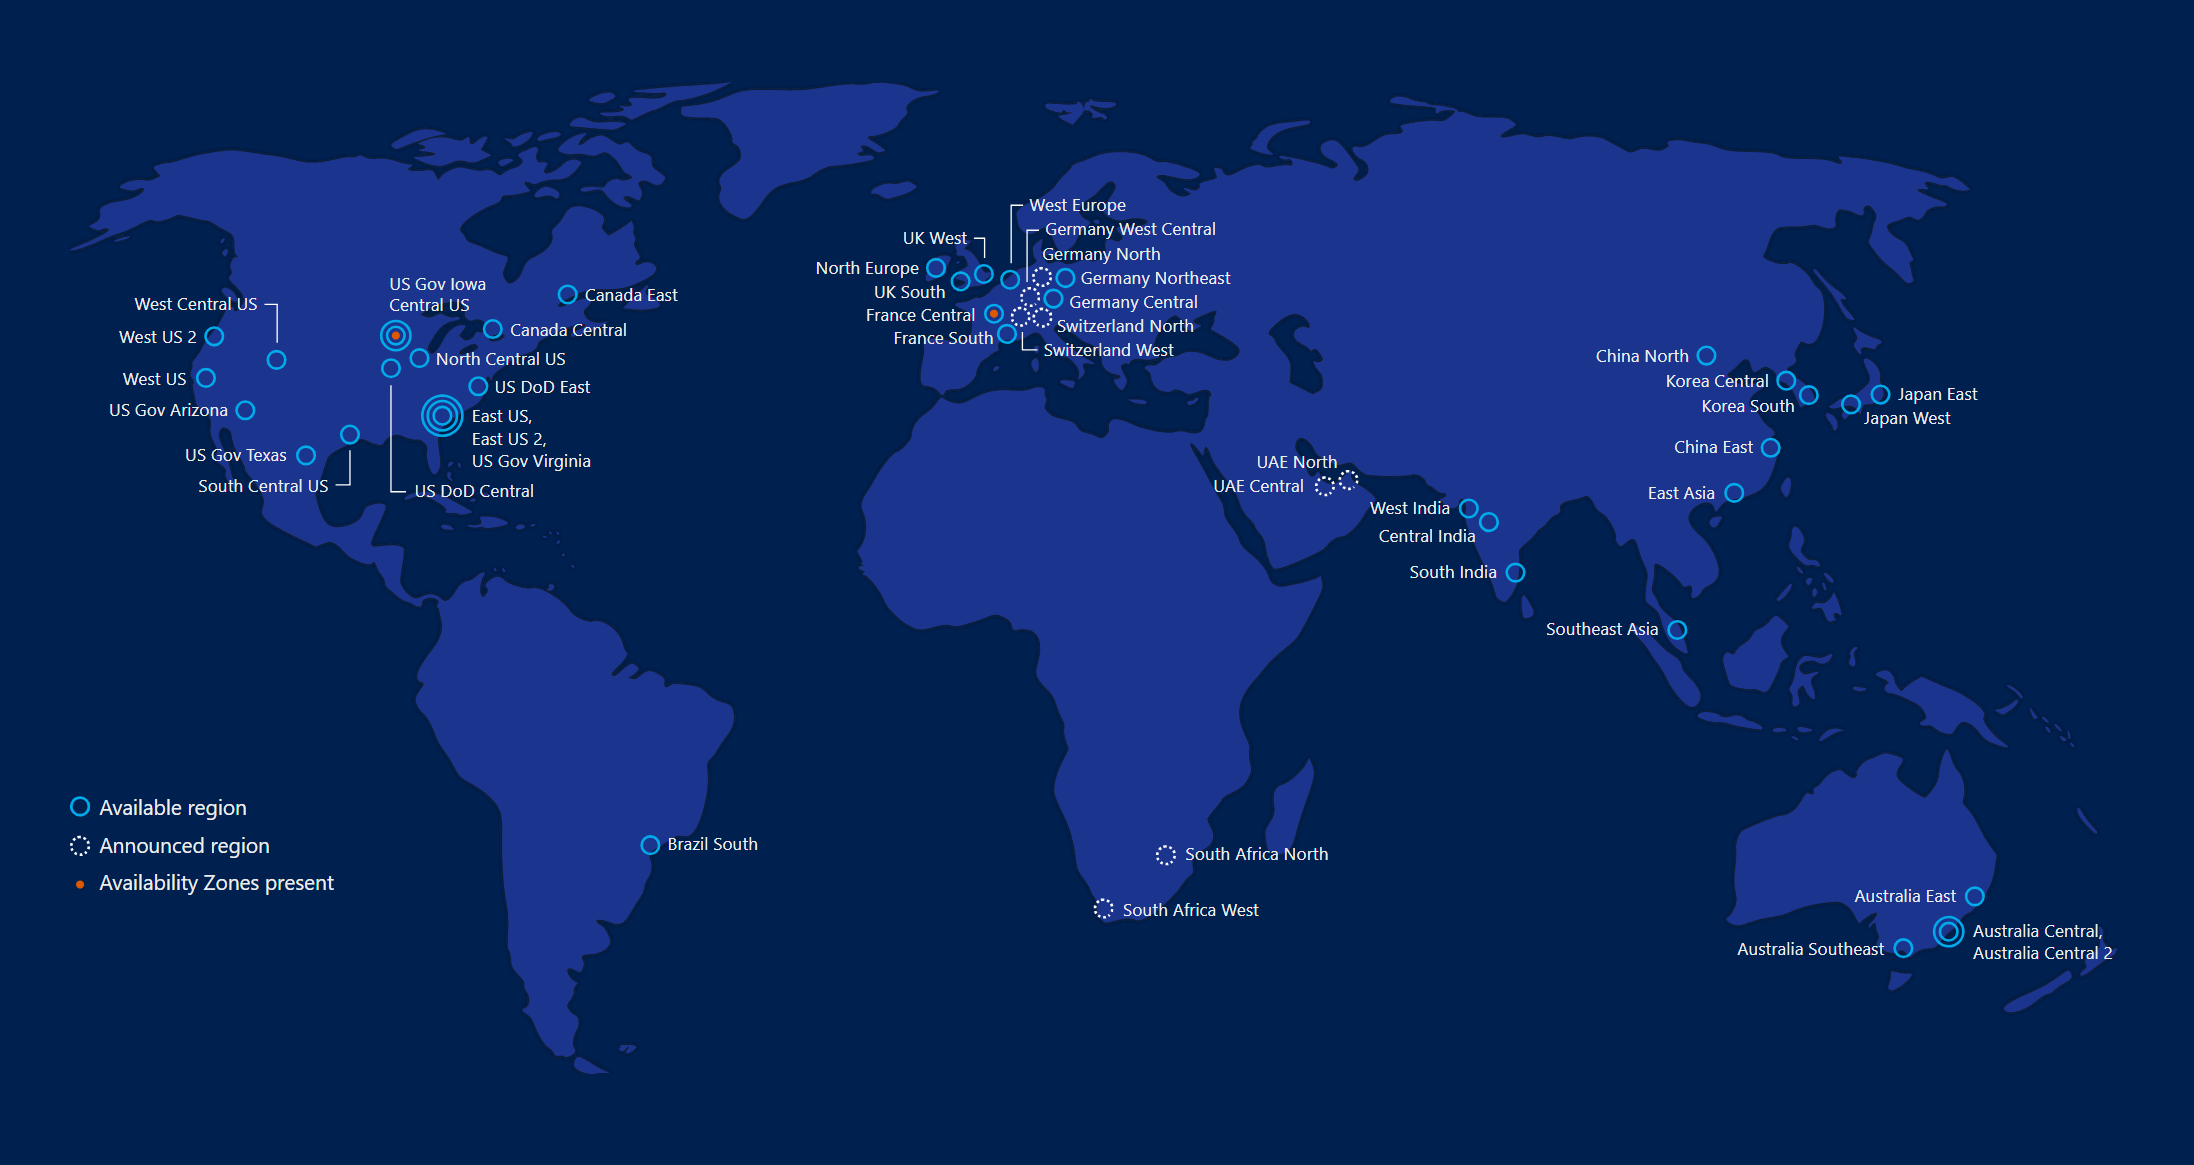 West Europe
Germany West Central
UK West
Germany North
North Europe
Germany Northeast
UK South
Germany Central
France Central
Switzerland North
France South
Switzerland West
US Gov Iowa
Central US
Canada East
West Central US
Canada Central
West US 2
North Central US
West US
US DoD East
US Gov Arizona
East US,
East US 2,
US Gov Virginia
US Gov Texas
South Central US
US DoD Central
China North
Korea Central
Japan East
Korea South
Japan West
China East
UAE North
UAE Central
East Asia
West India
Central India
South India
Southeast Asia
Available region
Announced region
Availability Zones present
Brazil South
South Africa North
South Africa West
Australia East
Australia Central,
Australia Central 2
Australia Southeast